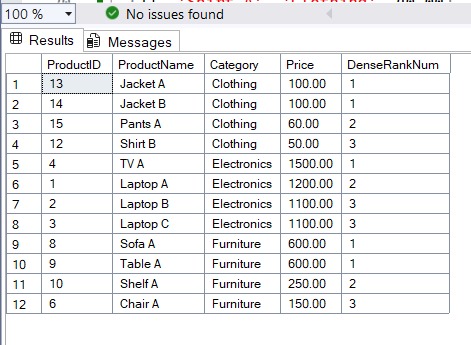 100 % No issues found
Results Messages
ProductID ProductName Category Price DenseRankNum
1 13 Jacket A Clothing 100.00 1
2 14 Jacket B Clothing 100.00 1
3 15 Pants A Clothing 60.00 2
4 12 Shirt B Clothing 50.00 3
5 4 TV A Electronics 1500.00 1
6 1 Laptop A Electronics 1200.00 2
7 2 Laptop B Electronics 1100.00 3
8 3 Laptop C Electronics 1100.00 3
9 8 Sofa A Furniture 600.00 1
10 9 Table A Furniture 600.00 1
11 10 Shelf A Furniture 250.00 2
12 6 Chair A Furniture 150.00 3